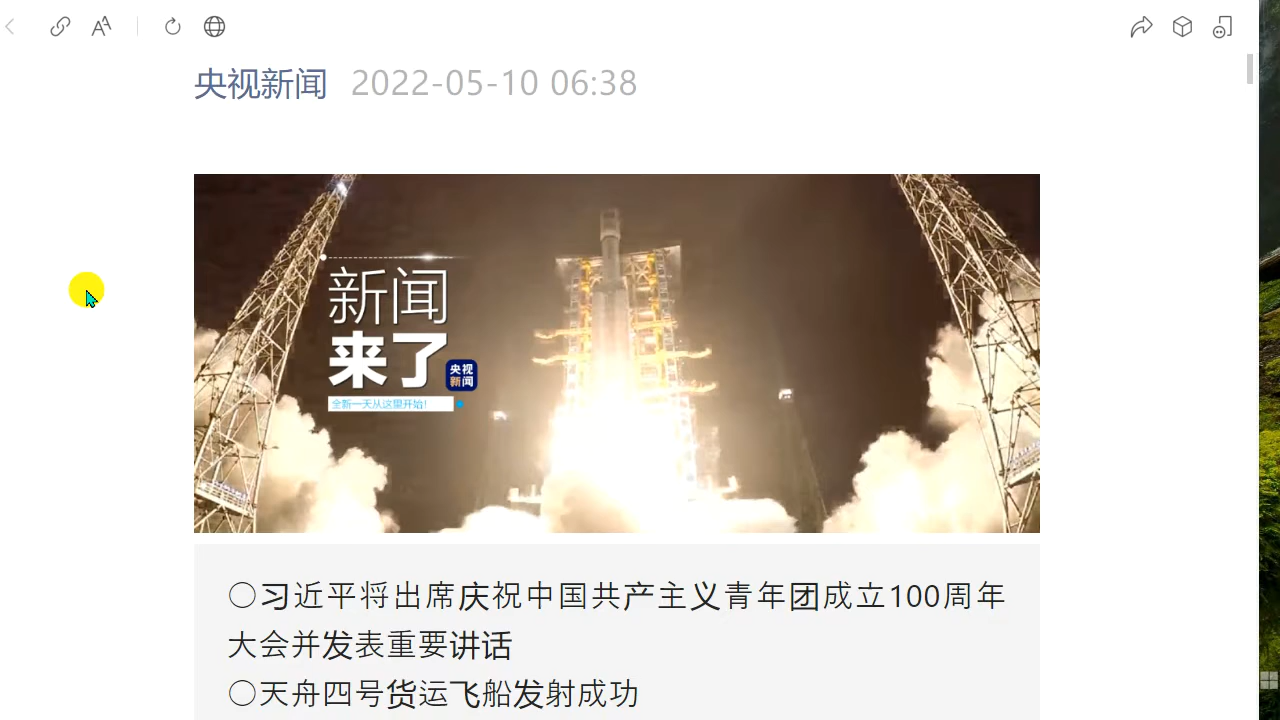 央视新闻 2022-05-10 06:38
新闻
来了
央视
新闻
全新一天从这里开始!
〇习近平将出席庆祝中国共产主义青年团成立100周年
大会并发表重要讲话
〇天舟四号货运飞船发射成功